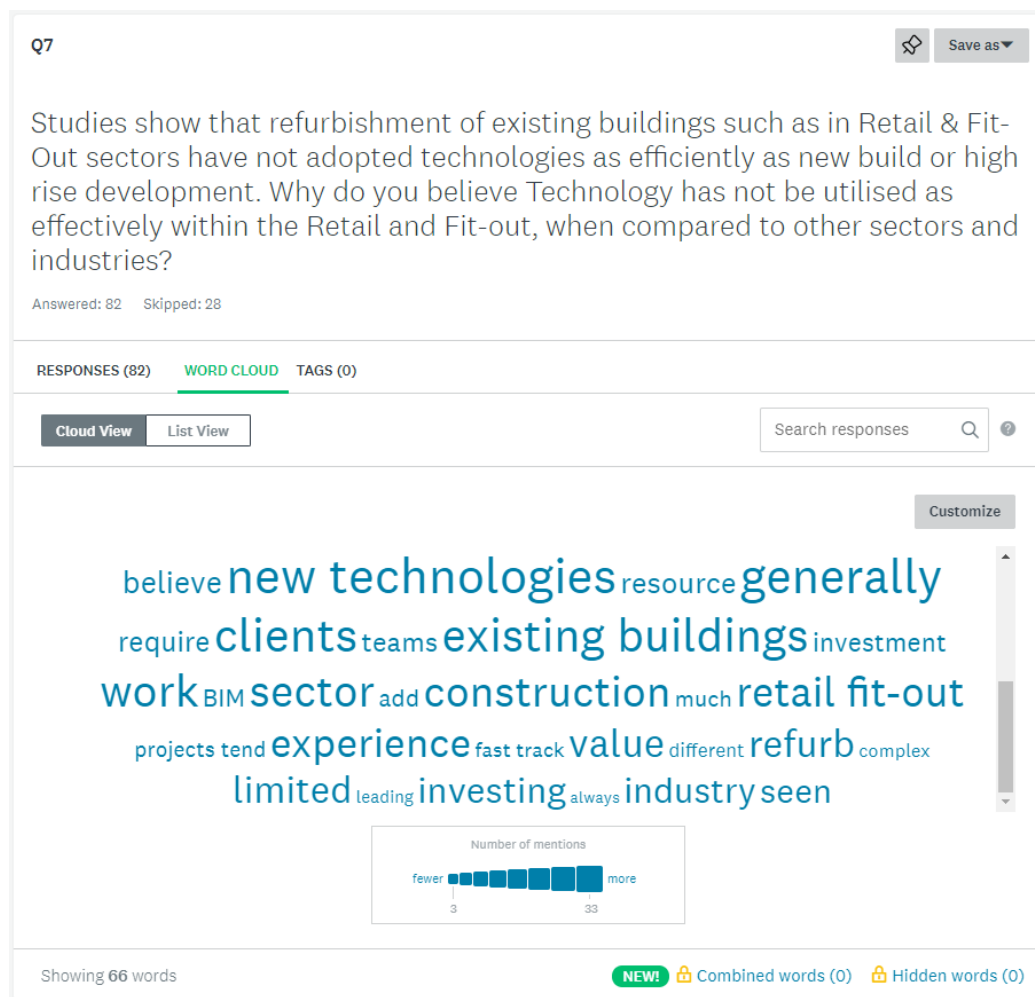 Q7
Save as
Studies show that refurbishment of existing buildings such as in Retail & Fit-
Out sectors have not adopted technologies as efficiently as new build or high
rise development. Why do you believe Technology has not be utilised as
effectively within the Retail and Fit-out, when compared to other sectors and
industries?
Answered: 82 Skipped: 28
RESPONSES (82) WORD CLOUD TAGS (0)
Cloud View List View Search responses ?
Customize
believe new technologies resource generally
require clients teams existing buildings investment
work BIM sector add construction much retail fit-out
projects tend experience fast track value different refurb complex
limited leading investing always industry seen
Number of mentions
fewer more
3 33
Showing 66 words NEW! Combined words (0) Hidden words (0)